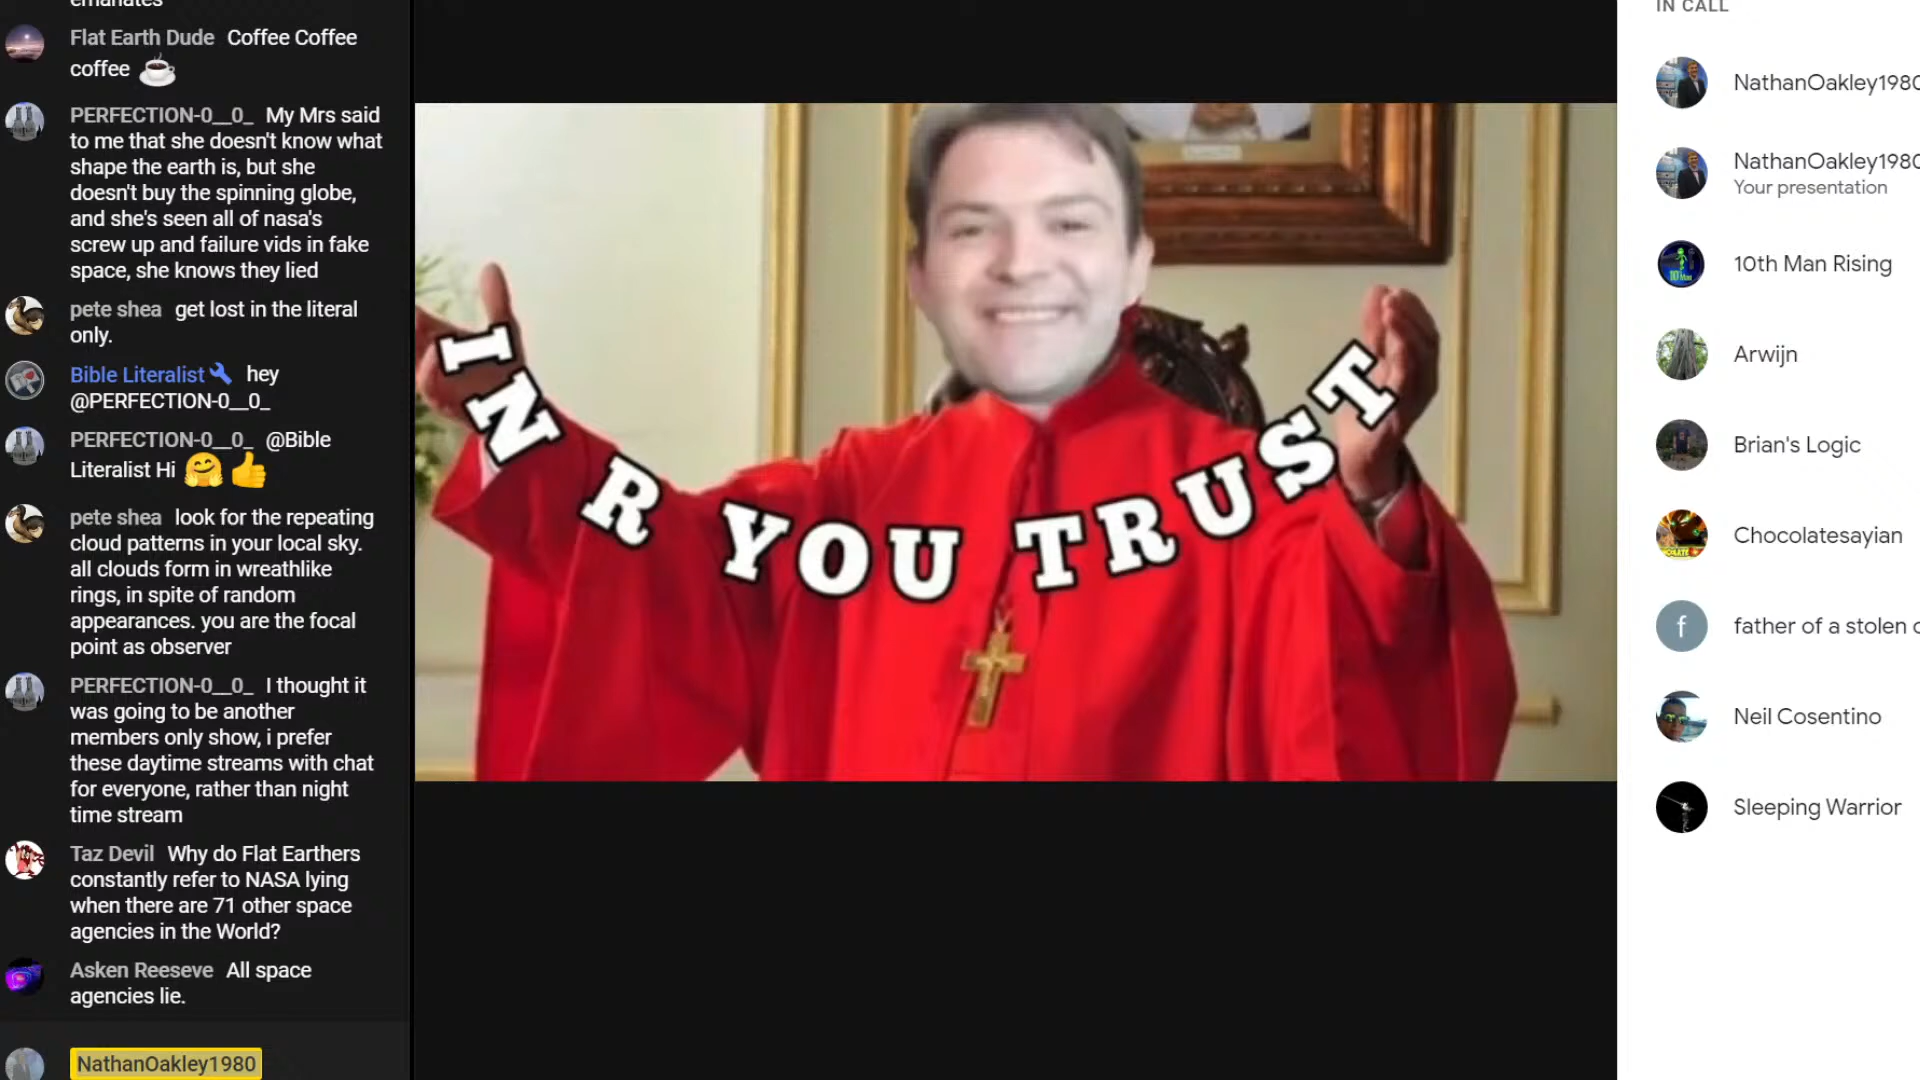 emanates
Flat Earth Dude Coffee Coffee
coffee
PERFECTION-0__0_ My Mrs said
to me that she doesn't know what
shape the earth is, but she
doesn't buy the spinning globe,
and she's seen all of nasa's
screw up and failure vids in fake
space, she knows they lied
pete shea get lost in the literal
only.
Bible Literalist hey
@PERFECTION-0__0_
PERFECTION-0__0_ @Bible
Literalist Hi
pete shea look for the repeating
cloud patterns in your local sky.
all clouds form in wreathlike
rings, in spite of random
appearances. you are the focal
point as observer
PERFECTION-0__0_ I thought it
was going to be another
members only show, i prefer
these daytime streams with chat
for everyone, rather than night
time stream
Taz Devil Why do Flat Earthers
constantly refer to NASA lying
when there are 71 other space
agencies in the World?
Asken Reeseve All space
agencies lie.
NathanOakley1980
IN R YOU TRUST
IN CALL
NathanOakley1980
NathanOakley1980
Your presentation
10th Man Rising
Arwijn
Brian's Logic
Chocolatesayian
f
father of a stolen
Neil Cosentino
Sleeping Warrior